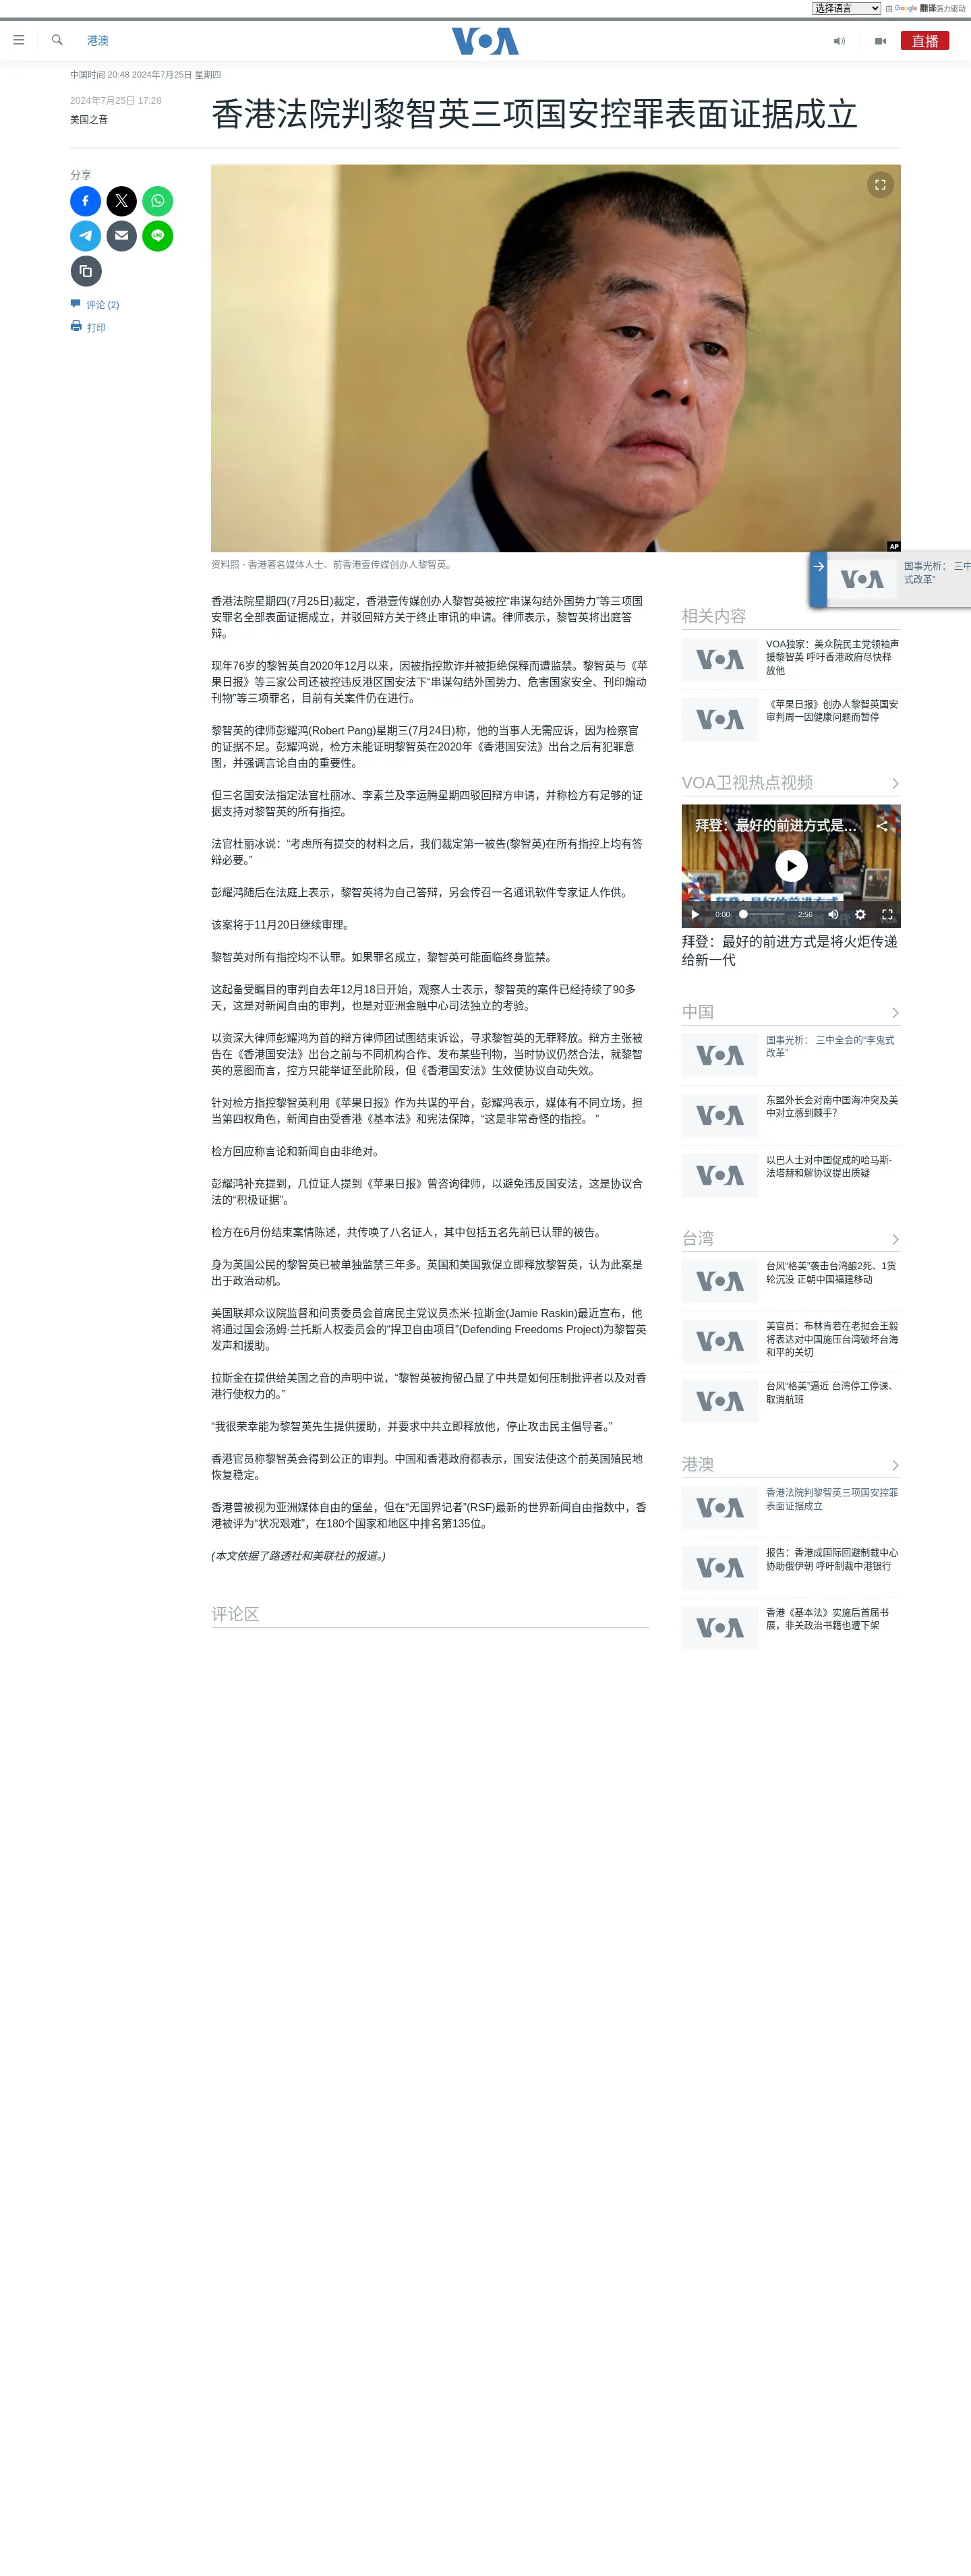 选择语言 由 Google 翻译强力驱动
港澳
VOA
直播
中国时间 20:48 2024年7月25日 星期四
2024年7月25日 17:28
美国之音
香港法院判黎智英三项国安控罪表面证据成立
分享
评论 (2)
打印
AP
资料照 - 香港著名媒体人士、前香港壹传媒创办人黎智英。
香港法院星期四(7月25日)裁定，香港壹传媒创办人黎智英被控“串谋勾结外国势力”等三项国
安罪名全部表面证据成立，并驳回辩方关于终止审讯的申请。律师表示，黎智英将出庭答
辩。
现年76岁的黎智英自2020年12月以来，因被指控欺诈并被拒绝保释而遭监禁。黎智英与《苹
果日报》等三家公司还被控违反港区国安法下“串谋勾结外国势力、危害国家安全、刊印煽动
刊物”等三项罪名，目前有关案件仍在进行。
黎智英的律师彭耀鸿(Robert Pang)星期三(7月24日)称，他的当事人无需应诉，因为检察官
的证据不足。彭耀鸿说，检方未能证明黎智英在2020年《香港国安法》出台之后有犯罪意
图，并强调言论自由的重要性。
但三名国安法指定法官杜丽冰、李素兰及李运腾星期四驳回辩方申请，并称检方有足够的证
据支持对黎智英的所有指控。
法官杜丽冰说：“考虑所有提交的材料之后，我们裁定第一被告(黎智英)在所有指控上均有答
辩必要。”
彭耀鸿随后在法庭上表示，黎智英将为自己答辩，另会传召一名通讯软件专家证人作供。
该案将于11月20日继续审理。
黎智英对所有指控均不认罪。如果罪名成立，黎智英可能面临终身监禁。
这起备受瞩目的审判自去年12月18日开始，观察人士表示，黎智英的案件已经持续了90多
天，这是对新闻自由的审判，也是对亚洲金融中心司法独立的考验。
以资深大律师彭耀鸿为首的辩方律师团试图结束诉讼，寻求黎智英的无罪释放。辩方主张被
告在《香港国安法》出台之前与不同机构合作、发布某些刊物，当时协议仍然合法，就黎智
英的意图而言，控方只能举证至此阶段，但《香港国安法》生效使协议自动失效。
针对检方指控黎智英利用《苹果日报》作为共谋的平台，彭耀鸿表示，媒体有不同立场，担
当第四权角色，新闻自由受香港《基本法》和宪法保障，“这是非常奇怪的指控。 ”
检方回应称言论和新闻自由非绝对。
彭耀鸿补充提到，几位证人提到《苹果日报》曾咨询律师，以避免违反国安法，这是协议合
法的“积极证据”。
检方在6月份结束案情陈述，共传唤了八名证人，其中包括五名先前已认罪的被告。
身为英国公民的黎智英已被单独监禁三年多。英国和美国敦促立即释放黎智英，认为此案是
出于政治动机。
美国联邦众议院监督和问责委员会首席民主党议员杰米·拉斯金(Jamie Raskin)最近宣布，他
将通过国会汤姆·兰托斯人权委员会的“捍卫自由项目”(Defending Freedoms Project)为黎智英
发声和援助。
拉斯金在提供给美国之音的声明中说，“黎智英被拘留凸显了中共是如何压制批评者以及对香
港行使权力的。”
“我很荣幸能为黎智英先生提供援助，并要求中共立即释放他，停止攻击民主倡导者。”
香港官员称黎智英会得到公正的审判。中国和香港政府都表示，国安法使这个前英国殖民地
恢复稳定。
香港曾被视为亚洲媒体自由的堡垒，但在“无国界记者”(RSF)最新的世界新闻自由指数中，香
港被评为“状况艰难”，在180个国家和地区中排名第135位。
(本文依据了路透社和美联社的报道。)
评论区
VOA
国事光析： 三中
式改革”
相关内容
VOA
VOA独家：美众院民主党领袖声
援黎智英 呼吁香港政府尽快释
放他
VOA
《苹果日报》创办人黎智英国安
审判周一因健康问题而暂停
VOA卫视热点视频
拜登：最好的前进方式是...
0:00
2:56
拜登：最好的前进方式是将火炬传递
给新一代
中国
VOA
国事光析： 三中全会的“李鬼式
改革”
VOA
东盟外长会对南中国海冲突及美
中对立感到棘手？
VOA
以巴人士对中国促成的哈马斯-
法塔赫和解协议提出质疑
台湾
VOA
台风“格美”袭击台湾酿2死、1货
轮沉没 正朝中国福建移动
VOA
美官员：布林肯若在老挝会王毅
将表达对中国施压台湾破坏台海
和平的关切
VOA
台风“格美”逼近 台湾停工停课、
取消航班
港澳
VOA
香港法院判黎智英三项国安控罪
表面证据成立
VOA
报告：香港成国际回避制裁中心
协助俄伊朝 呼吁制裁中港银行
VOA
香港《基本法》实施后首届书
展，非关政治书籍也遭下架